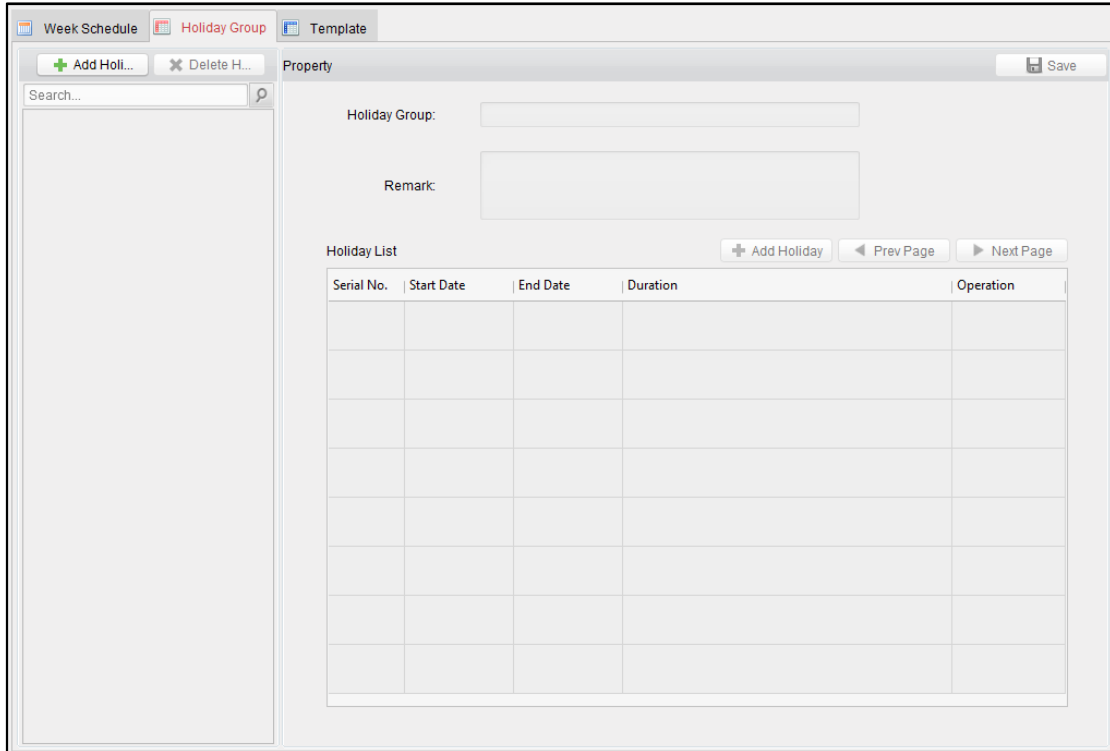 Week Schedule Holiday Group Template
Add Holi... Delete H...
Search...
Property Save
Holiday Group:
Remark:
Holiday List Add Holiday Prev Page Next Page
Serial No. Start Date End Date Duration Operation